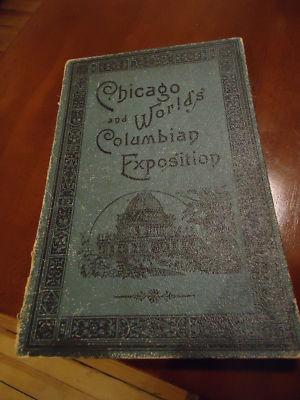 Chicago
and World's
Columbian
Exposition